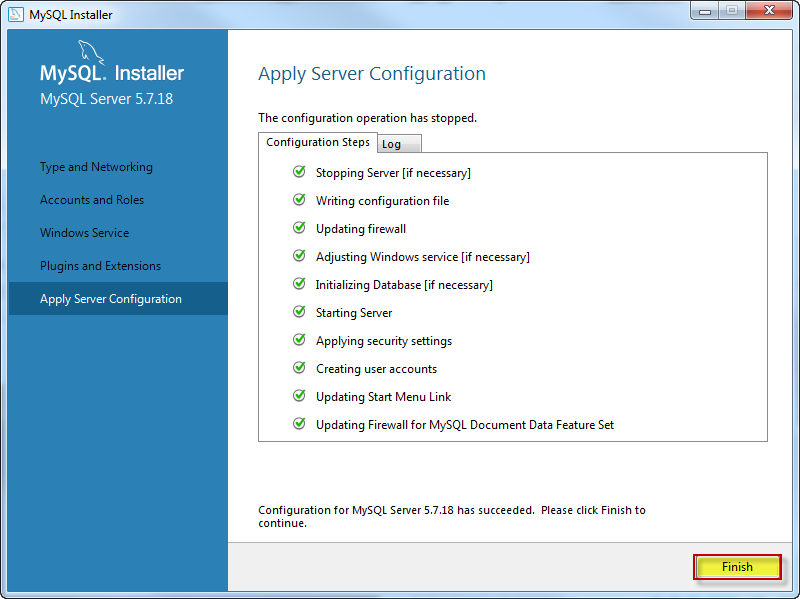 MySQL Installer
MySQL. Installer
MySQL Server 5.7.18
Type and Networking
Accounts and Roles
Windows Service
Plugins and Extensions
Apply Server Configuration
Apply Server Configuration
The configuration operation has stopped.
Configuration Steps Log
Stopping Server [if necessary]
Writing configuration file
Updating firewall
Adjusting Windows service [if necessary]
Initializing Database [if necessary]
Starting Server
Applying security settings
Creating user accounts
Updating Start Menu Link
Updating Firewall for MySQL Document Data Feature Set
Configuration for MySQL Server 5.7.18 has succeeded. Please click Finish to
continue.
Finish